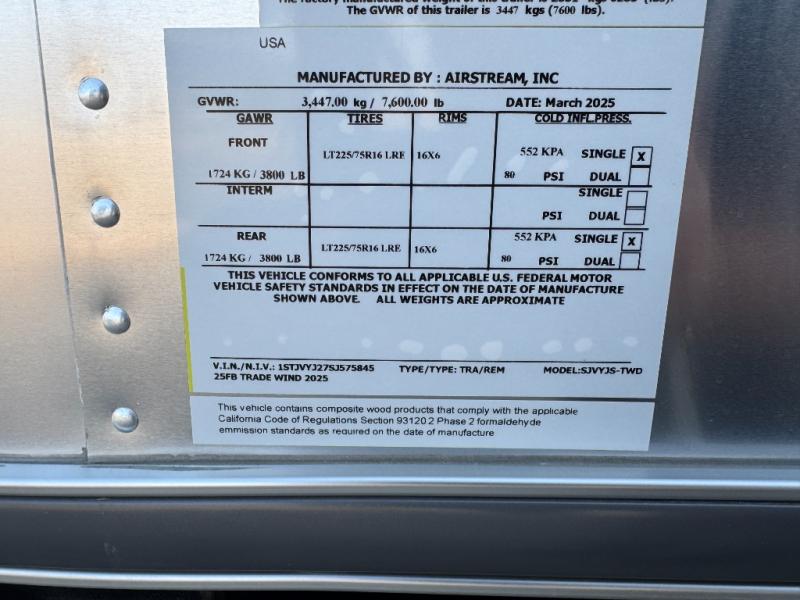 The GVWR of this trailer is 3447 kgs (7600 lbs).
USA
MANUFACTURED BY : AIRSTREAM, INC
GVWR: 3,447.00 kg / 7,600.00 lb DATE: March 2025
GAWR TIRES RIMS COLD INFL.PRESS.
FRONT LT225/75R16 LRE 16X6 552 KPA SINGLE X
1724 KG / 3800 LB 80 PSI DUAL
INTERM SINGLE
PSI DUAL
REAR LT225/75R16 LRE 16X6 552 KPA SINGLE X
1724 KG / 3800 LB 80 PSI DUAL
THIS VEHICLE CONFORMS TO ALL APPLICABLE U.S. FEDERAL MOTOR
VEHICLE SAFETY STANDARDS IN EFFECT ON THE DATE OF MANUFACTURE
SHOWN ABOVE. ALL WEIGHTS ARE APPROXIMATE
V.I.N./N.I.V.: 1STJVYJ27SJ575845 TYPE/TYPE: TRA/REM MODEL:SJVYJS-TWD
25FB TRADE WIND 2025
This vehicle contains composite wood products that comply with the applicable
California Code of Regulations Section 93120.2 Phase 2 formaldehyde
emmission standards as required on the date of manufacture